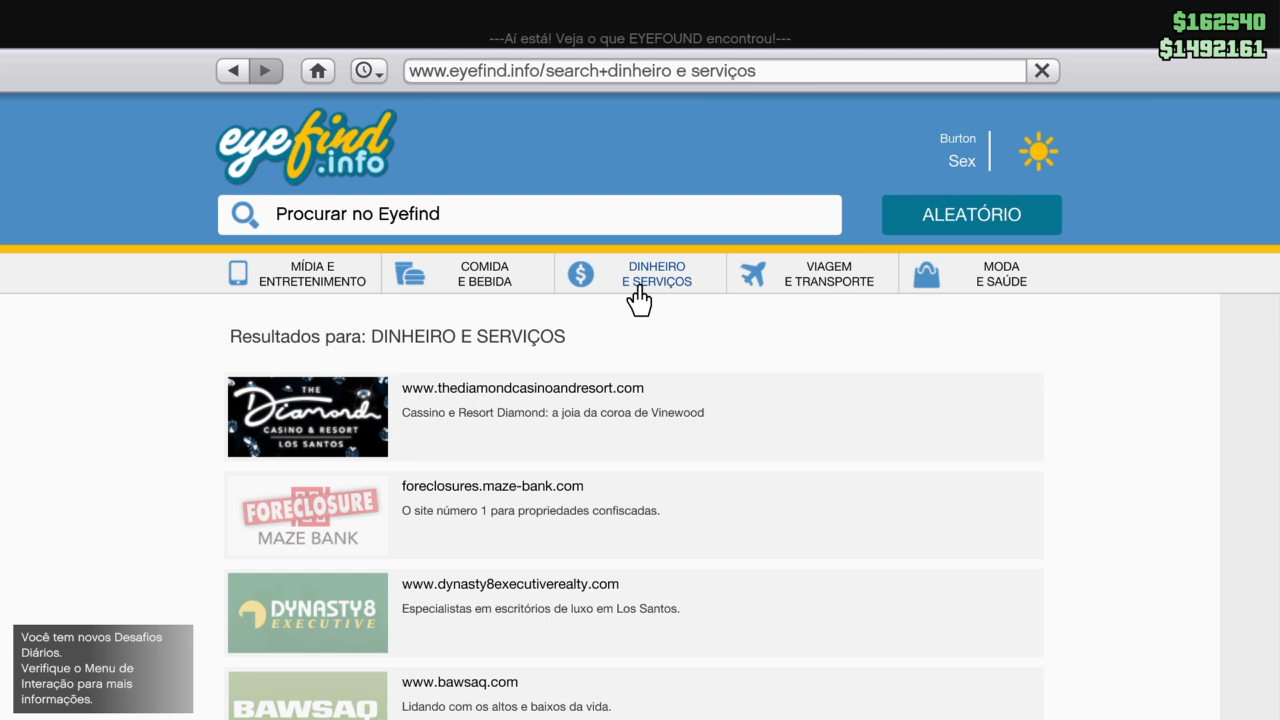 $162540
---Aí está! Veja o que EYEFOUND encontrou!---
$1492161
www.eyefind.info/search+dinheiro e serviços
eyefind
.info
Burton
Sex
Procurar no Eyefind
ALEATÓRIO
MÍDIA E
ENTRETENIMENTO
COMIDA
E BEBIDA
DINHEIRO
E SERVIÇOS
VIAGEM
E TRANSPORTE
MODA
E SAÚDE
Resultados para: DINHEIRO E SERVIÇOS
THE
Diamond
CASINO & RESORT
LOS SANTOS
www.thediamondcasinoandresort.com
Cassino e Resort Diamond: a joia da coroa de Vinewood
FORECLOSURE
MAZE BANK
foreclosures.maze-bank.com
O site número 1 para propriedades confiscadas.
DYNASTY8
EXECUTIVE
www.dynasty8executiverealty.com
Especialistas em escritórios de luxo em Los Santos.
BAWSAQ
www.bawsaq.com
Lidando com os altos e baixos da vida.
Você tem novos Desafios
Diários.
Verifique o Menu de
Interação para mais
informações.